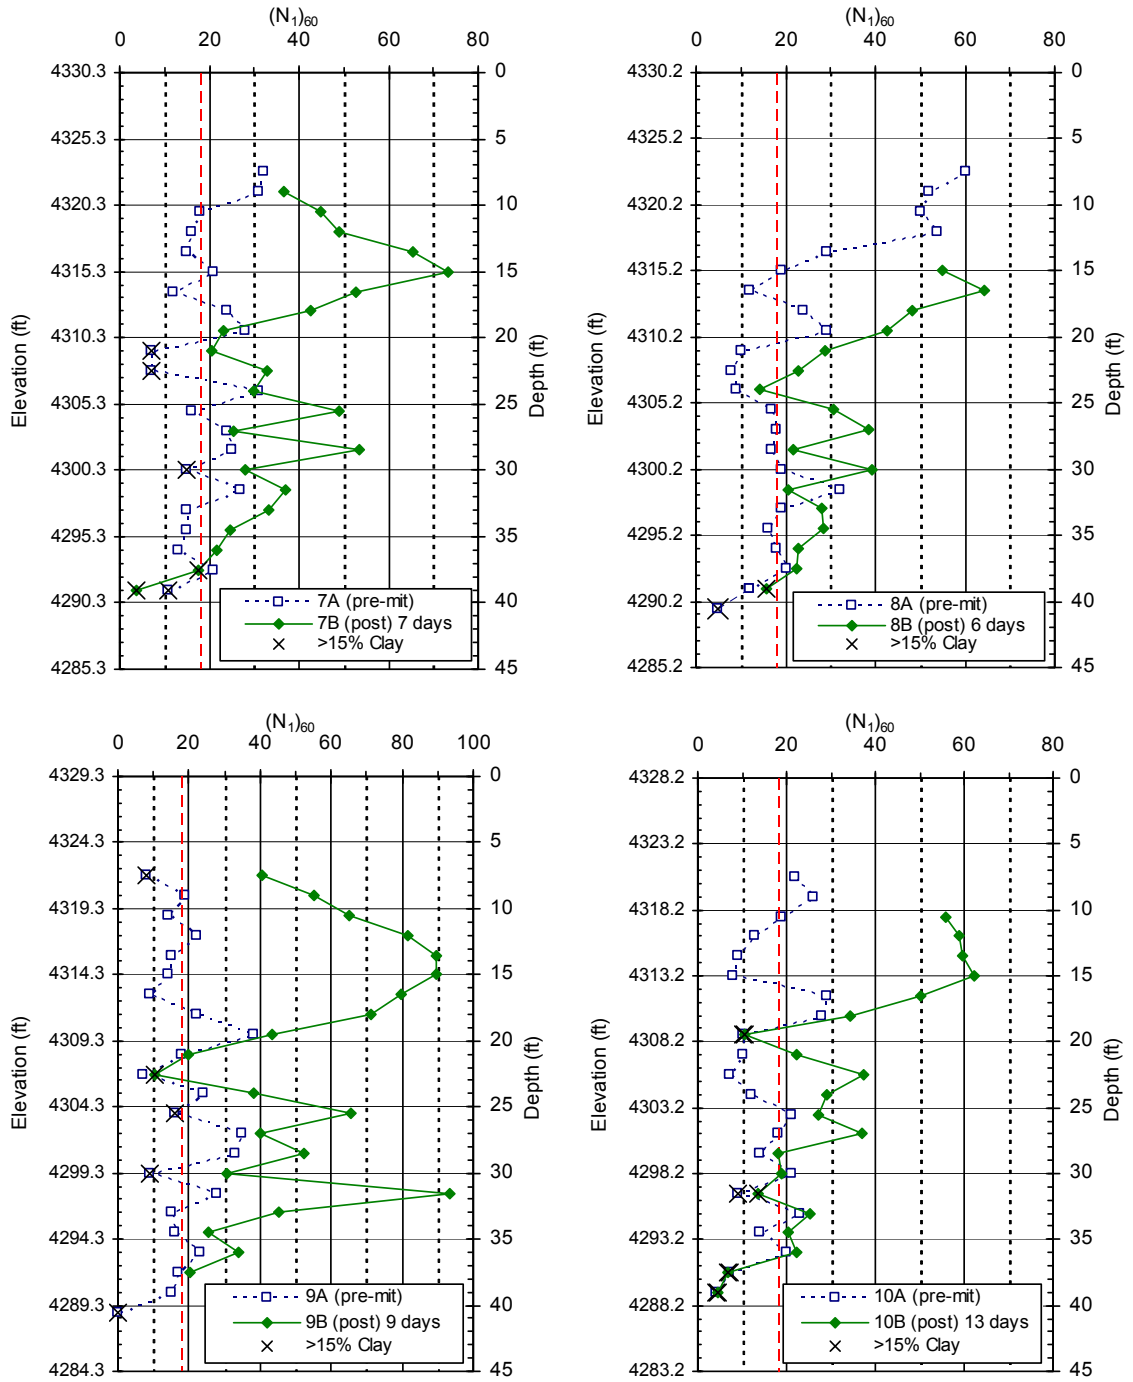 (N1)60
0 20 40 60 80
4330.3 0
4325.3 5
4320.3 10
4315.3 15
4310.3 20
4305.3 25
4300.3 30
4295.3 35
4290.3 40
4285.3 45
Elevation (ft)
Depth (ft)
7A (pre-mit)
7B (post) 7 days
>15% Clay
(N1)60
0 20 40 60 80
4330.2 0
4325.2 5
4320.2 10
4315.2 15
4310.2 20
4305.2 25
4300.2 30
4295.2 35
4290.2 40
4285.2 45
Elevation (ft)
Depth (ft)
8A (pre-mit)
8B (post) 6 days
>15% Clay
(N1)60
0 20 40 60 80 100
4329.3 0
4324.3 5
4319.3 10
4314.3 15
4309.3 20
4304.3 25
4299.3 30
4294.3 35
4289.3 40
4284.3 45
Elevation (ft)
Depth (ft)
9A (pre-mit)
9B (post) 9 days
>15% Clay
(N1)60
0 20 40 60 80
4328.2 0
4323.2 5
4318.2 10
4313.2 15
4308.2 20
4303.2 25
4298.2 30
4293.2 35
4288.2 40
4283.2 45
Elevation (ft)
Depth (ft)
10A (pre-mit)
10B (post) 13 days
>15% Clay